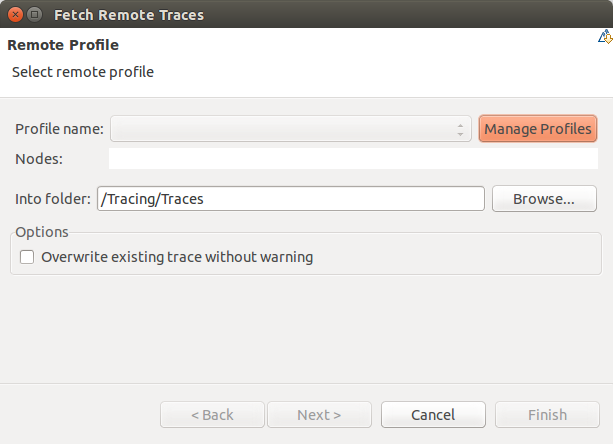 Fetch Remote Traces
Remote Profile
Select remote profile
Profile name: Manage Profiles
Nodes:
Into folder: /Tracing/Traces Browse...
Options
Overwrite existing trace without warning
< Back Next > Cancel Finish